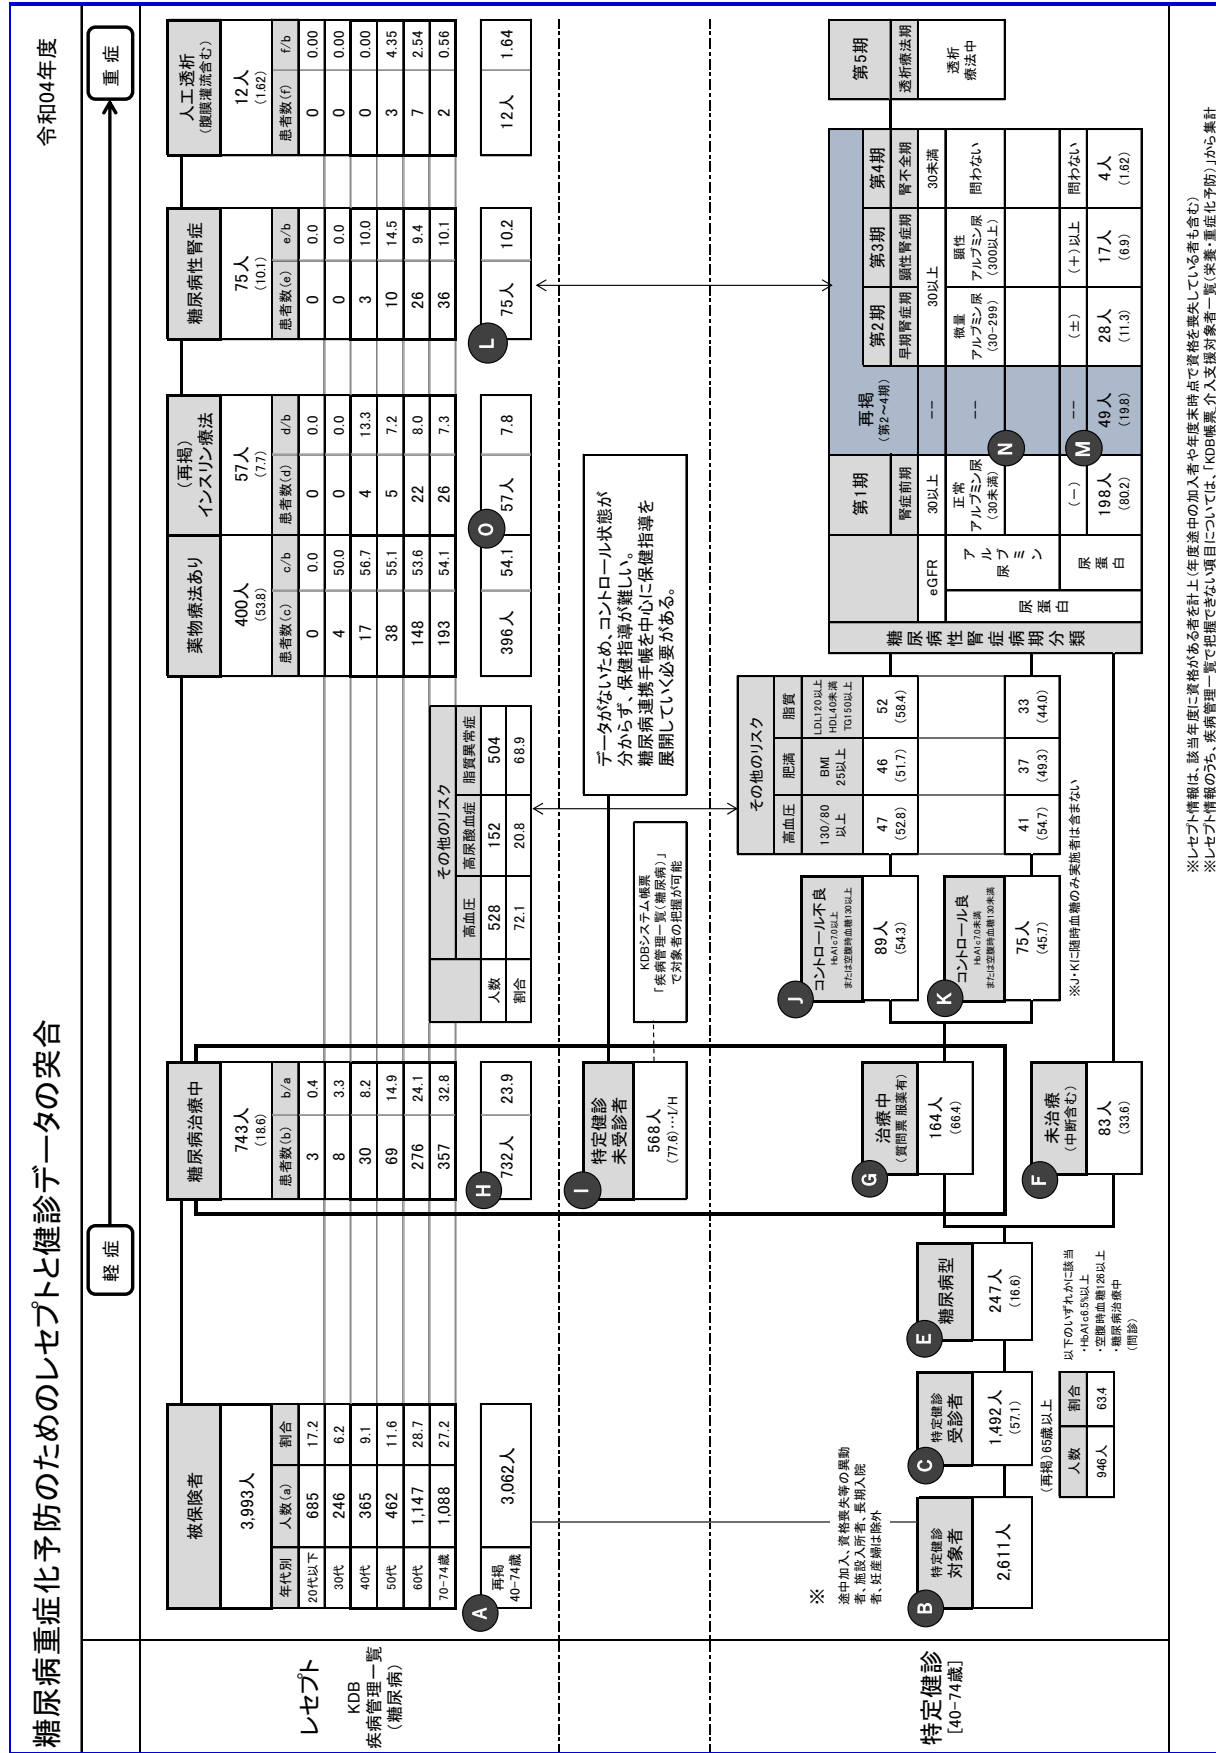 糖尿病重症化予防のためのレセプトと健診データの突合
令和04年度
軽症
重症
レセプト
KDB
疾病管理一覧
（糖尿病）
被保険者
3,993人
年代別 人数(a) 割合
20代以下 685 17.2
30代 246 6.2
40代 365 9.1
50代 462 11.6
60代 1,147 28.7
70-74歳 1,088 27.2
A
再掲
40-74歳
3,062人
糖尿病治療中
743人
(18.6)
患者数(b) b/a
3 0.4
8 3.3
30 8.2
69 14.9
276 24.1
357 32.8
H
732人 23.9
その他のリスク
高血圧 高尿酸血症 脂質異常症
人数 528 152 504
割合 72.1 20.8 68.9
薬物療法あり
400人
(53.8)
患者数(c) c/b
0 0.0
4 50.0
17 56.7
38 55.1
148 53.6
193 54.1
396人 54.1
（再掲）
インスリン療法
57人
(7.7)
患者数(d) d/b
0 0.0
0 0.0
4 13.3
5 7.2
22 8.0
26 7.3
O
57人 7.8
糖尿病性腎症
75人
(10.1)
患者数(e) e/b
0 0.0
0 0.0
3 10.0
10 14.5
26 9.4
36 10.1
L
75人 10.2
人工透析
（腹膜灌流含む）
12人
(1.62)
患者数(f) f/b
0 0.00
0 0.00
0 0.00
3 4.35
7 2.54
2 0.56
12人 1.64
I
特定健診
未受診者
568人
(77.6)…I/H
KDBシステム帳票
「疾病管理一覧（糖尿病）」
で対象者の把握が可能
データがないため、コントロール状態が
分からず、保健指導が難しい。
糖尿病連携手帳を中心に保健指導を
展開していく必要がある。
特定健診
[40-74歳]
※
途中加入、資格喪失等の異動
者、施設入所者、長期入院
者、妊産婦は除外
B
特定健診
対象者
2,611人
C
特定健診
受診者
1,492人
(57.1)
（再掲）65歳以上
人数 割合
946人 63.4
E
糖尿病型
247人
(16.6)
以下のいずれかに該当
・HbA1c6.5%以上
・空腹時血糖126以上
・糖尿病治療中
（問診）
G
治療中
（質問票 服薬有）
164人
(66.4)
F
未治療
（中断含む）
83人
(33.6)
J
コントロール不良
HbA1c7.0以上
または空腹時血糖130以上
89人
(54.3)
K
コントロール良
HbA1c7.0未満
または空腹時血糖130未満
75人
(45.7)
※J・Kに随時血糖のみ実施者は含まない
その他のリスク
高血圧 肥満 脂質
130/80
以上
BMI
25以上
LDL120以上
HDL40未満
TG150以上
47
(52.8)
46
(51.7)
52
(58.4)
41
(54.7)
37
(49.3)
33
(44.0)
糖尿病性腎症病期分類
第1期 再掲
（第2～4期） 第2期 第3期 第4期 第5期
腎症前期 早期腎症期 顕性腎症期 腎不全期 透析療法期
eGFR 30以上 -- 30以上 30未満 透析
療法中
尿蛋白
尿アルブミン
正常
アルブミン尿
（30未満）
--
微量
アルブミン尿
（30-299）
顕性
アルブミン尿
（300以上）
問わない
N
尿蛋白
（－） -- （±） （＋）以上 問わない
M
198人
(80.2)
49人
(19.8)
28人
(11.3)
17人
(6.9)
4人
(1.62)
※レセプト情報は、該当年度に資格がある者を計上（年度途中の加入者や年度末時点で資格を喪失している者も含む）
※レセプト情報のうち、疾病管理一覧で把握できない項目については、「KDB帳票 介入支援対象者一覧（栄養・重症化予防）」から集計